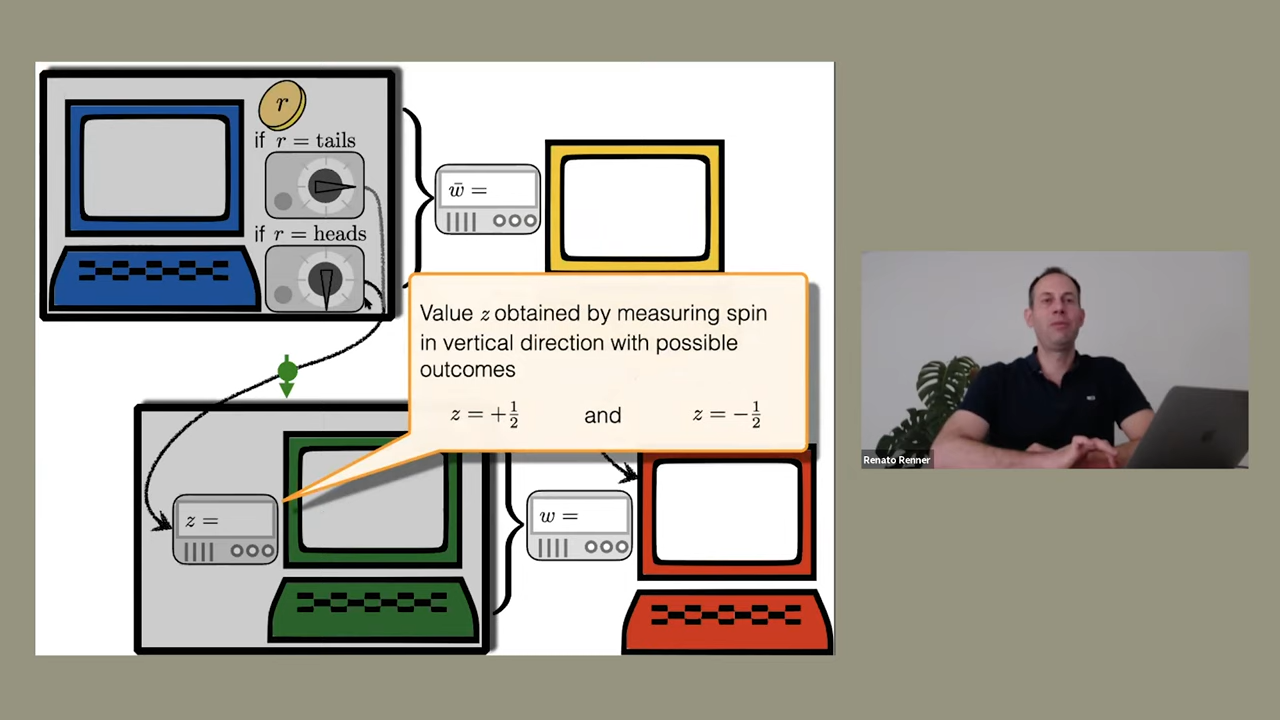 r
if r = tails
w̄ =
if r = heads
Value z obtained by measuring spin
in vertical direction with possible
outcomes
z = +1/2 and z = −1/2
z =
w =
Renato Renner